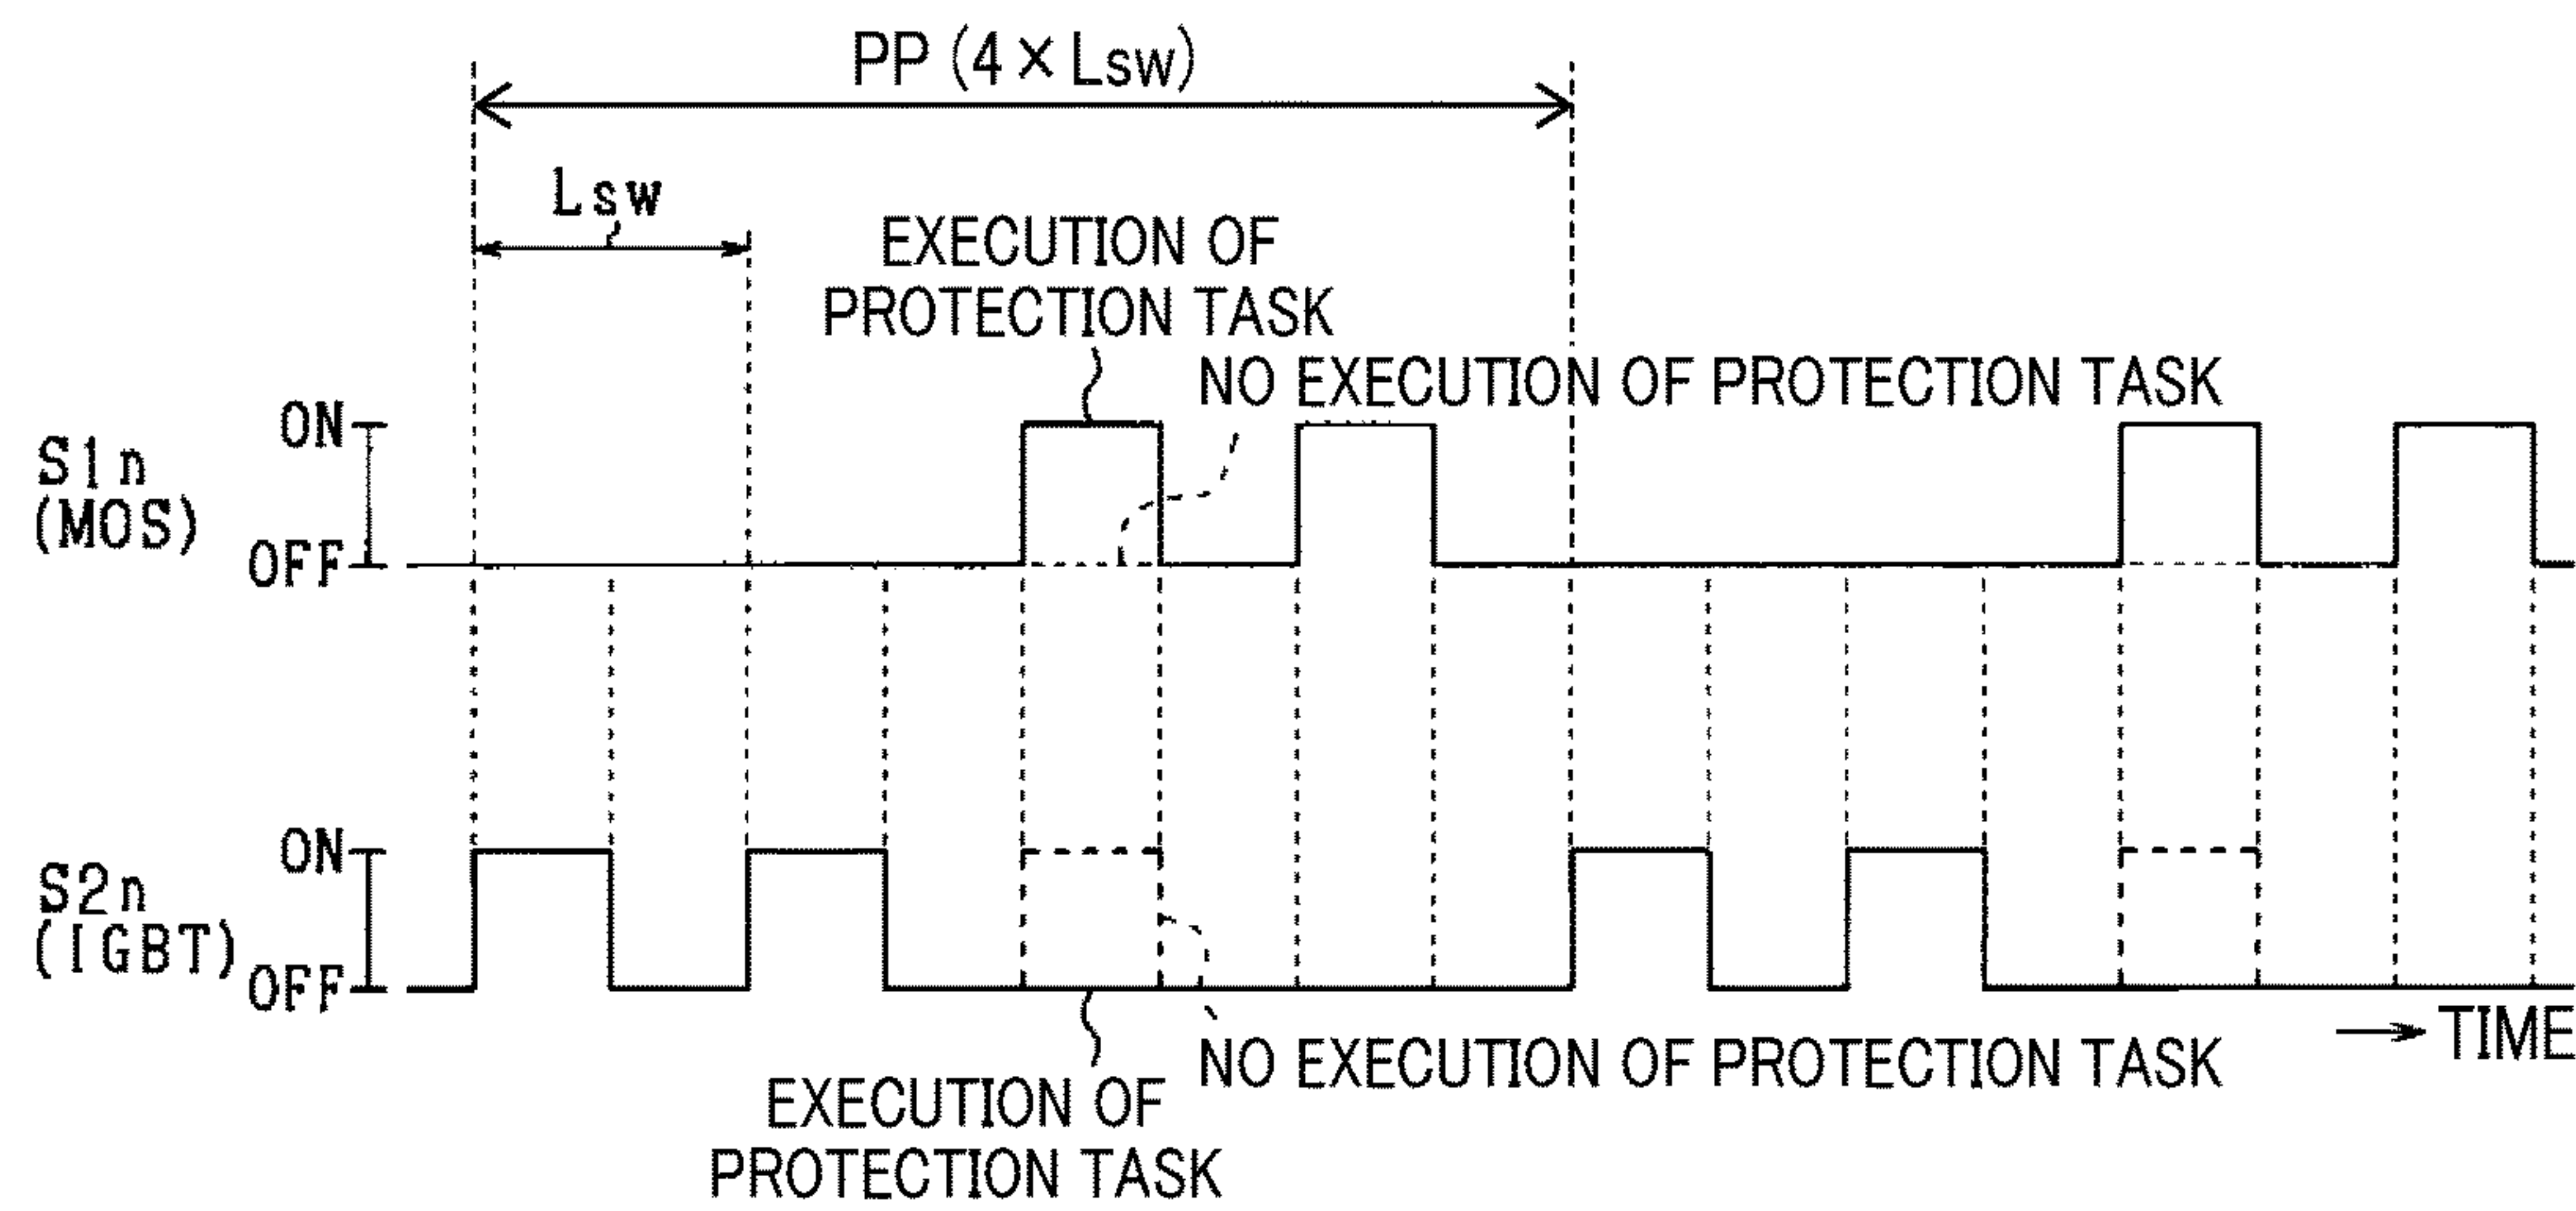 PP (4×Lsw)
Lsw
EXECUTION OF
PROTECTION TASK
NO EXECUTION OF PROTECTION TASK
ON
S1n
(MOS)
OFF
ON
S2n
(IGBT)
OFF
TIME
NO EXECUTION OF PROTECTION TASK
EXECUTION OF
PROTECTION TASK